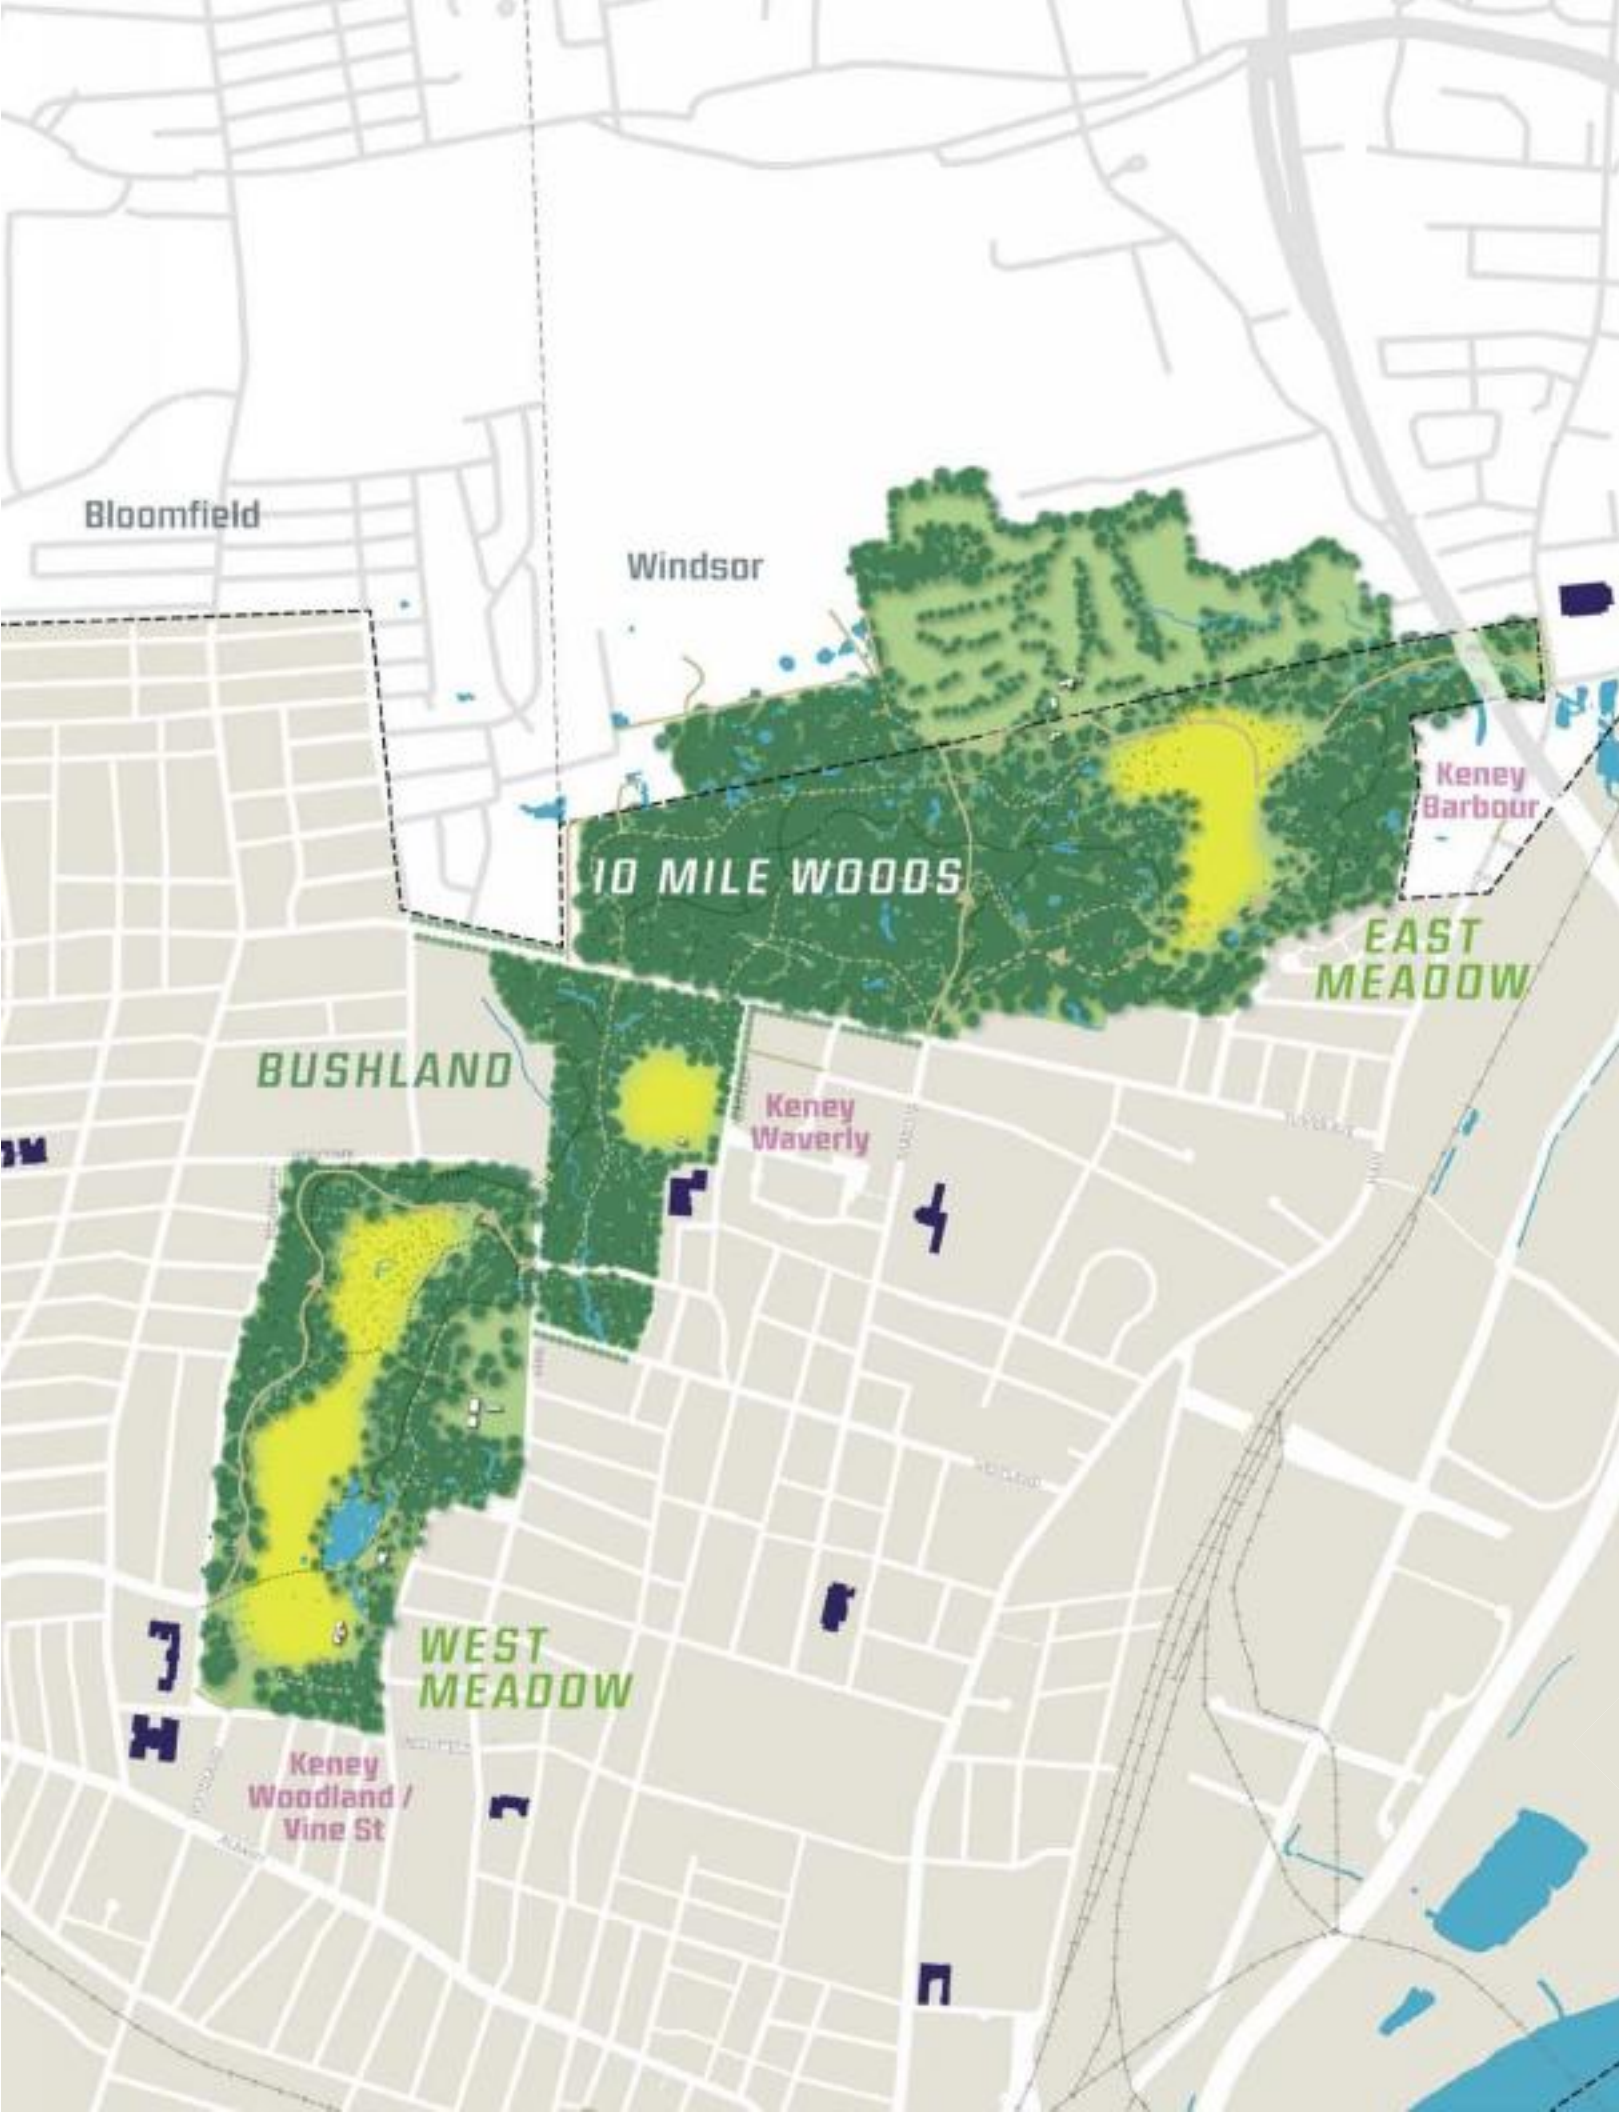 Bloomfield
Windsor
Keney
Barbour
10 MILE WOODS
EAST
MEADOW
BUSHLAND
Keney
Waverly
WEST
MEADOW
Keney
Woodland /
Vine St